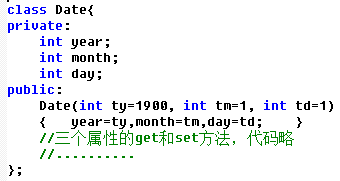 class Date{
private:
    int year;
    int month;
    int day;
public:
    Date(int ty=1900, int tm=1, int td=1)
    {   year=ty,month=tm,day=td;    }
    //三个属性的get和set方法，代码略
    //..........
};